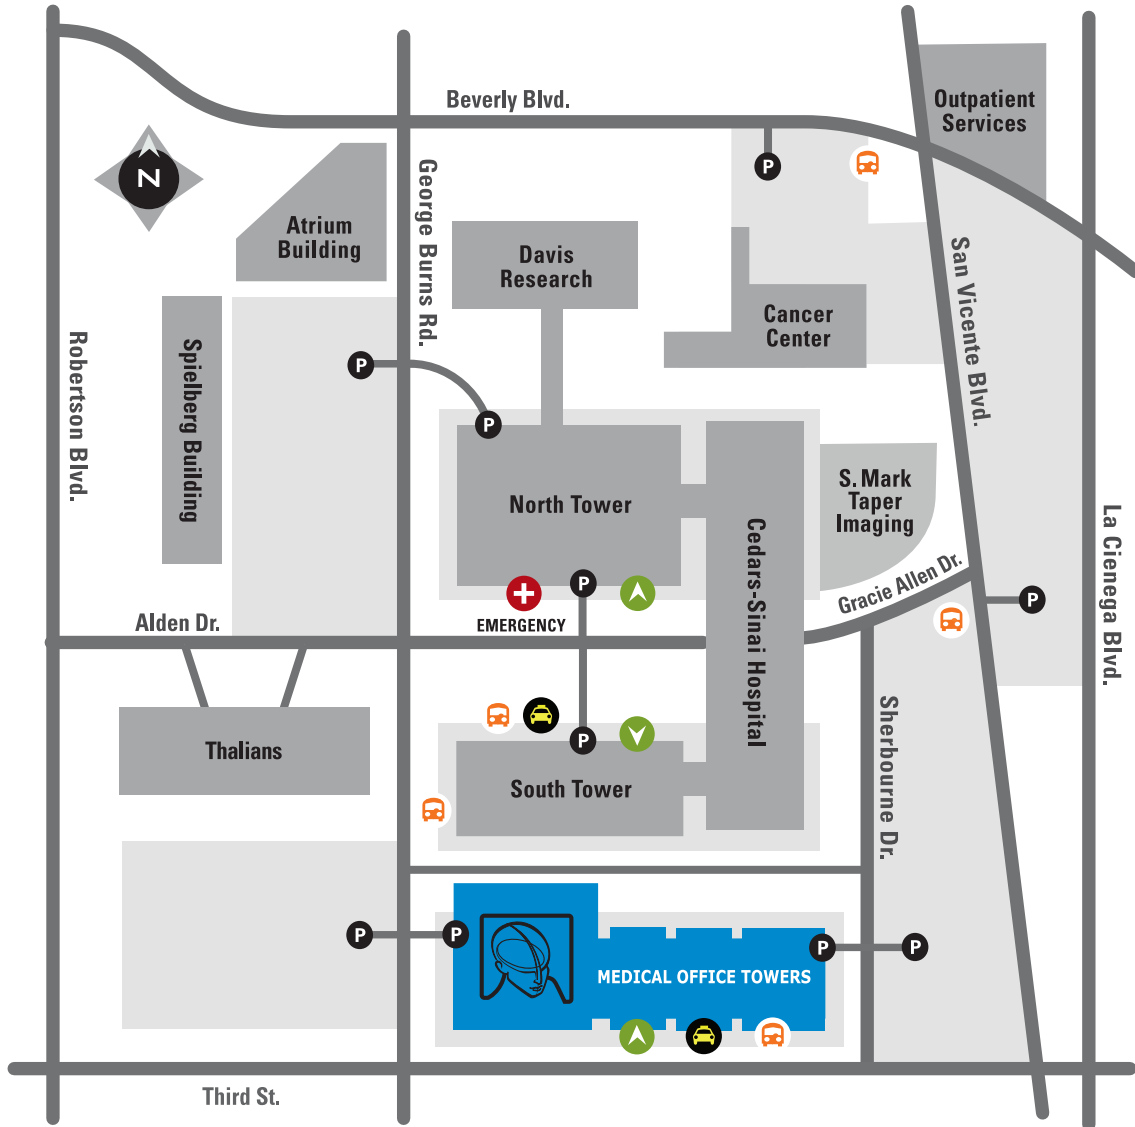 Beverly Blvd.
Outpatient
Services
P
N
George Burns Rd.
Atrium
Building
Davis
Research
San Vicente Blvd.
Cancer
Center
Robertson Blvd.
Spielberg Building
P
P
North Tower
S. Mark
Taper
Imaging
La Cienega Blvd.
Cedars-Sinai Hospital
Gracie Allen Dr.
P
P
EMERGENCY
Alden Dr.
Thalians
P
South Tower
Sherbourne Dr.
P
P
P
P
MEDICAL OFFICE TOWERS
Third St.